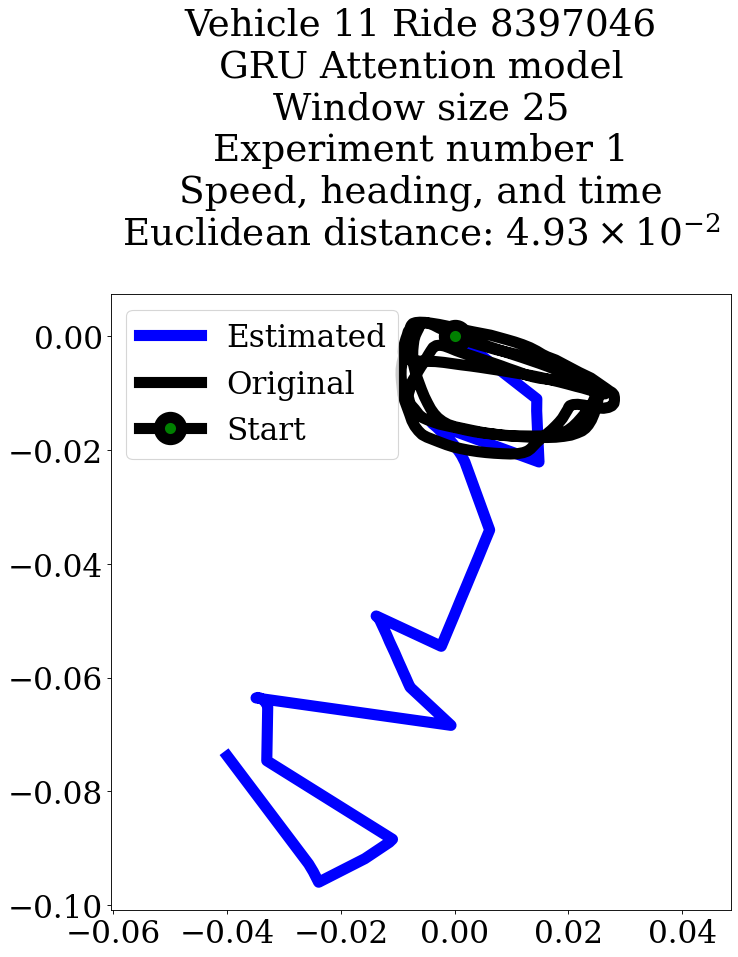 Vehicle 11 Ride 8397046
GRU Attention model
Window size 25
Experiment number 1
Speed, heading, and time
Euclidean distance: 4.93 × 10⁻²
Estimated
Original
Start
0.00
−0.02
−0.04
−0.06
−0.08
−0.10
−0.06 −0.04 −0.02 0.00 0.02 0.04